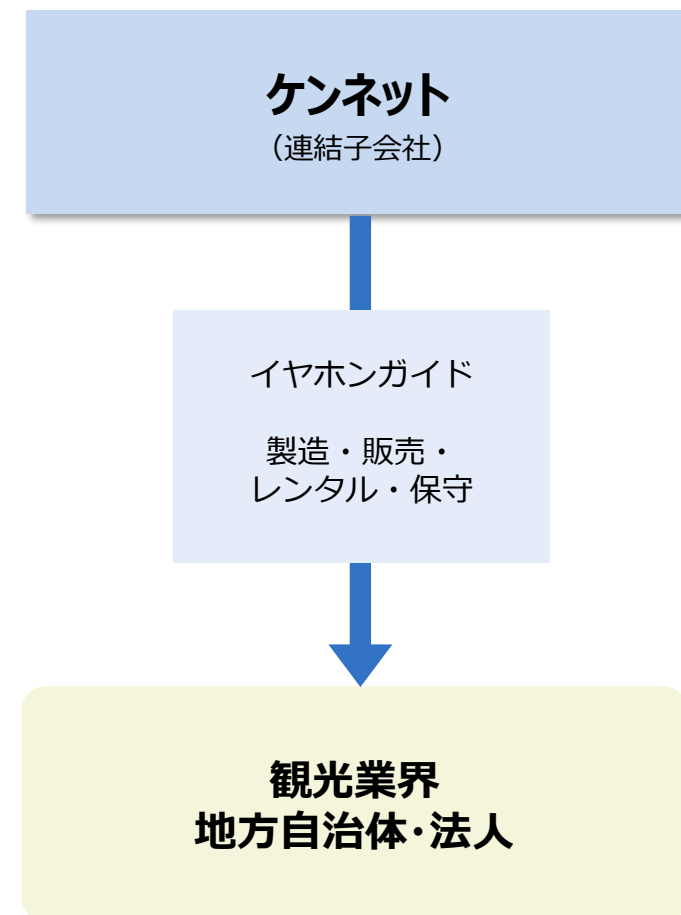 ケンネット
（連結子会社）
イヤホンガイド
製造・販売・
レンタル・保守
観光業界
地方自治体・法人